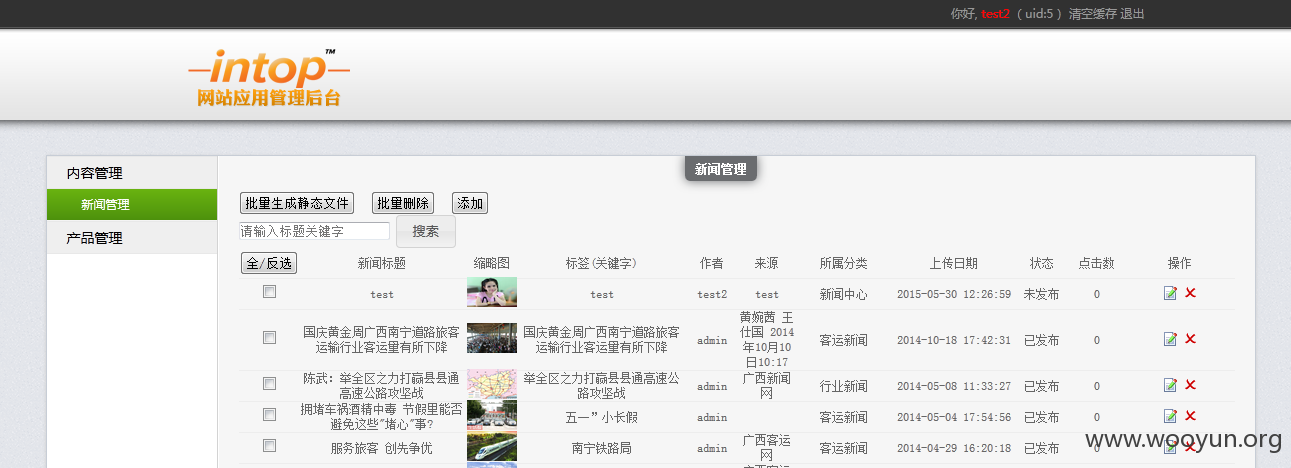 你好, test2 （ uid:5 ） 清空缓存 退出
intop™
网站应用管理后台
内容管理
新闻管理
产品管理
新闻管理
批量生成静态文件 批量删除 添加
请输入标题关键字 搜索
全/反选 新闻标题 缩略图 标签(关键字) 作者 来源 所属分类 上传日期 状态 点击数 操作
test test test2 test 新闻中心 2015-05-30 12:26:59 未发布 0
国庆黄金周广西南宁道路旅客
运输行业客运量有所下降
国庆黄金周广西南宁道路旅客
运输行业客运量有所下降
admin
黄婉茜 王
仕国 2014
年10月10
日10:17
客运新闻 2014-10-18 17:42:31 已发布 0
陈武：举全区之力打赢县县通
高速公路攻坚战
举全区之力打赢县县通高速公
路攻坚战
admin
广西新闻
网
行业新闻 2014-05-08 11:33:27 已发布 0
拥堵车祸酒精中毒 节假里能否
避免这些"堵心"事?
五一”小长假 admin 客运新闻 2014-05-04 17:54:56 已发布 0
服务旅客 创先争优 南宁铁路局 admin
广西客运
网
客运新闻 2014-04-29 16:20:18 已发布 0
www.wooyun.org